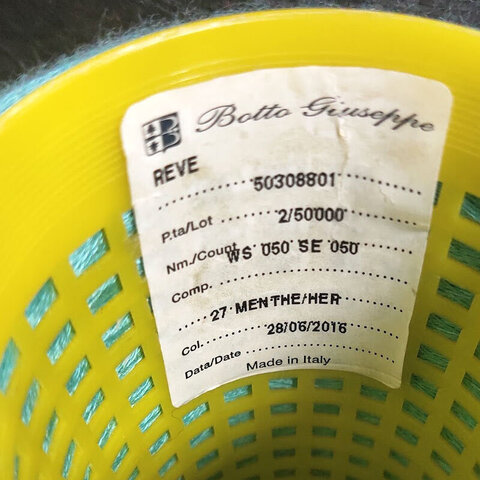 B Botto Giuseppe
REVE
50308801
P.ta/Lot
2/50000
Nm./Count
WS 050 SE 050
Comp.
27 MENTHE/HER
Col.
28/06/2016
Data/Date
Made in Italy